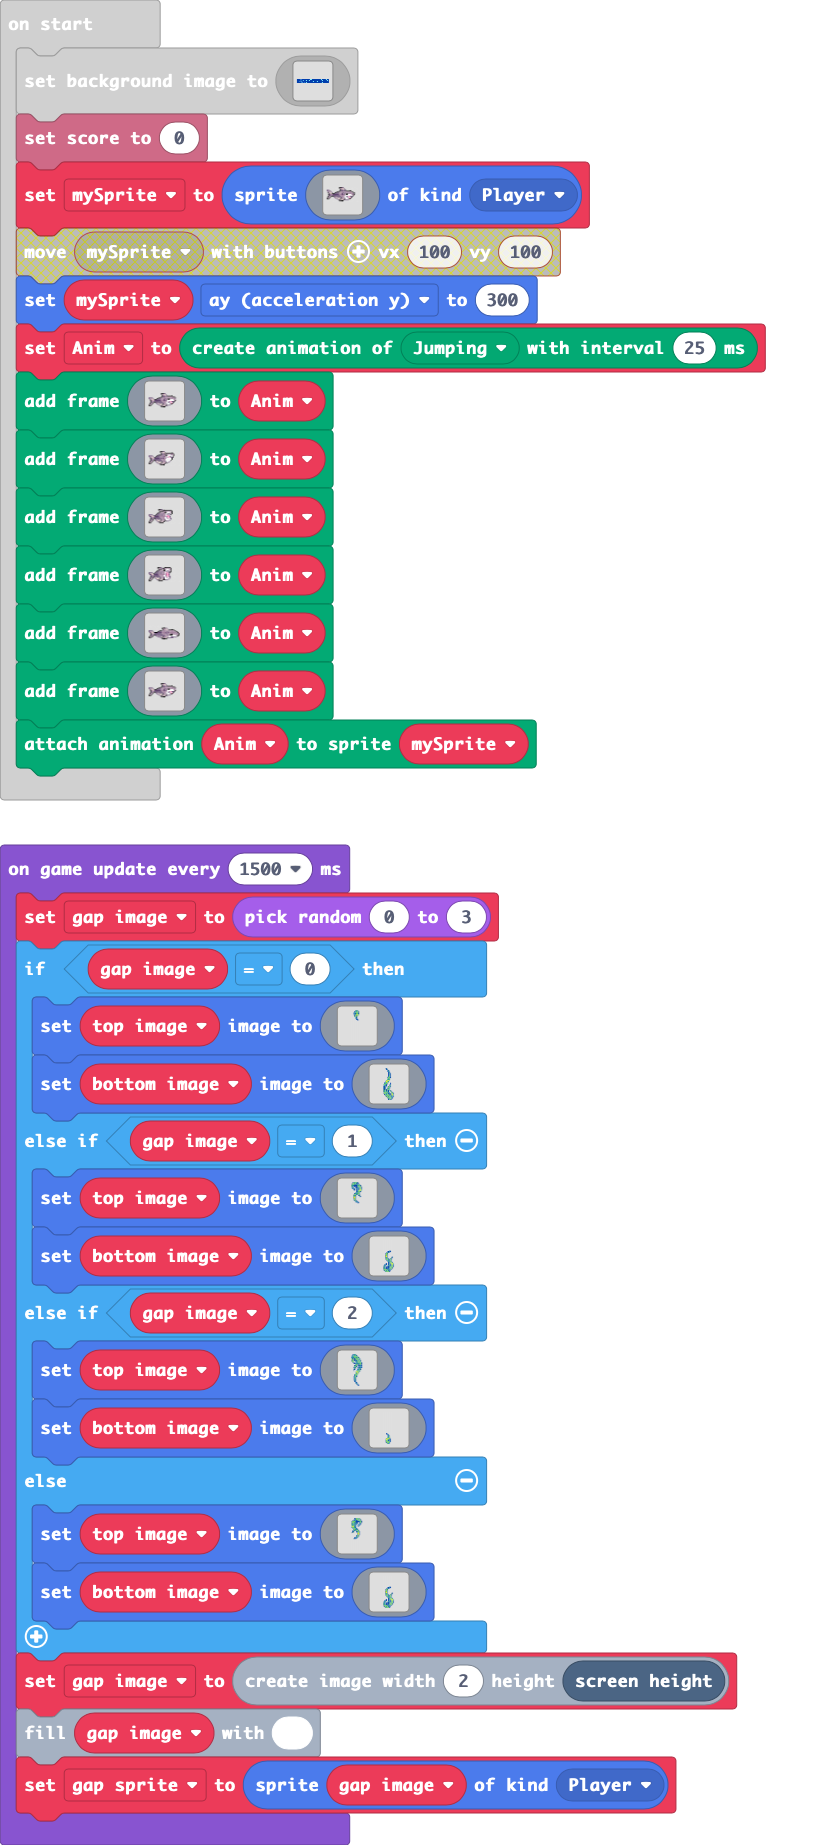 on start
set background image to
set score to 0
set mySprite to sprite of kind Player
move mySprite with buttons vx 100 vy 100
set mySprite ay (acceleration y) to 300
set Anim to create animation of Jumping with interval 25 ms
add frame to Anim
add frame to Anim
add frame to Anim
add frame to Anim
add frame to Anim
add frame to Anim
attach animation Anim to sprite mySprite
on game update every 1500 ms
set gap image to pick random 0 to 3
if gap image = 0 then
set top image image to
set bottom image image to
else if gap image = 1 then
set top image image to
set bottom image image to
else if gap image = 2 then
set top image image to
set bottom image image to
else
set top image image to
set bottom image image to
set gap image to create image width 2 height screen height
fill gap image with
set gap sprite to sprite gap image of kind Player